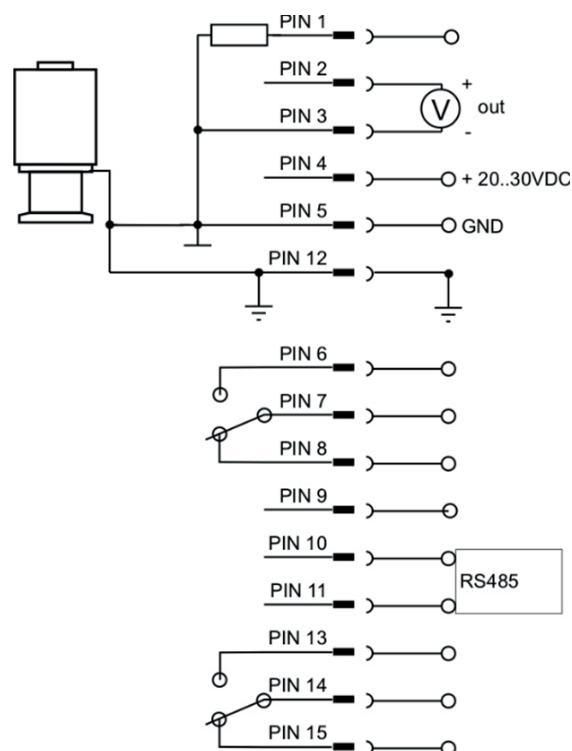 PIN 1
PIN 2
+
V
out
PIN 3
-
PIN 4
+ 20..30VDC
PIN 5
GND
PIN 12
PIN 6
PIN 7
PIN 8
PIN 9
PIN 10
RS485
PIN 11
PIN 13
PIN 14
PIN 15